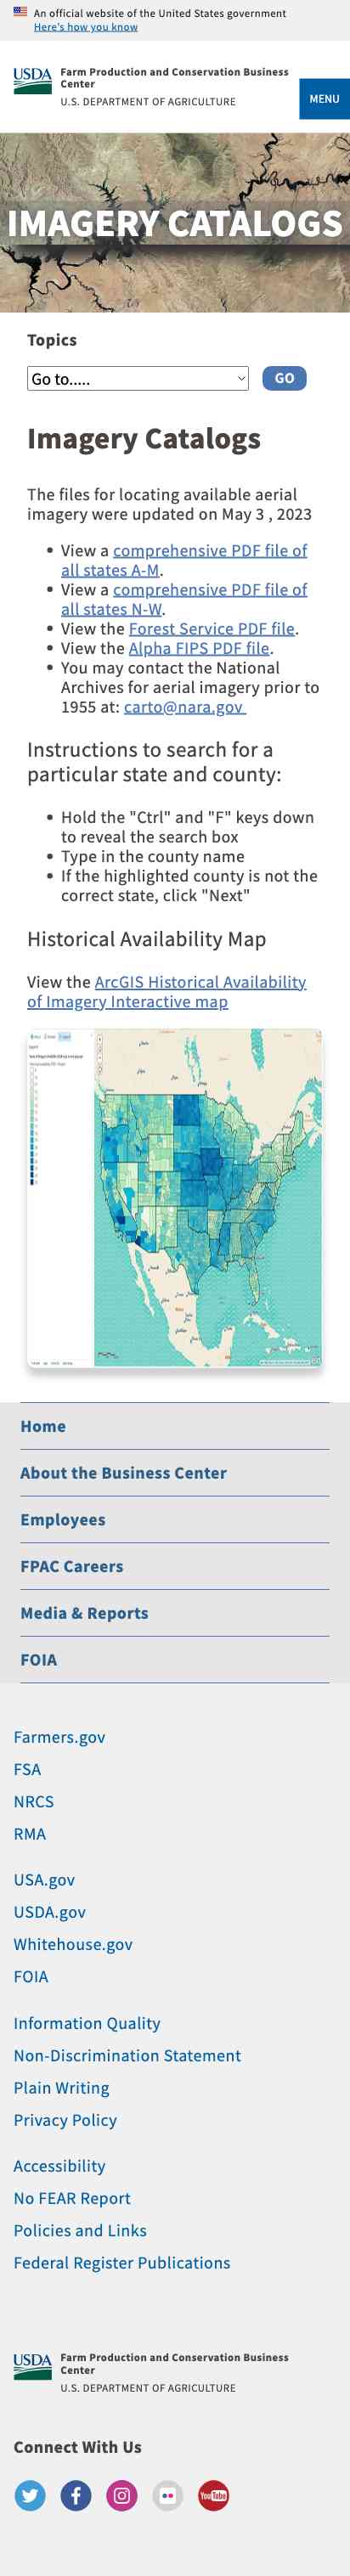 An official website of the United States government
Here's how you know
USDA
Farm Production and Conservation Business
Center
U.S. DEPARTMENT OF AGRICULTURE
MENU
IMAGERY CATALOGS
Topics
Go to.....
GO
Imagery Catalogs
The files for locating available aerial
imagery were updated on May 3 , 2023
• View a comprehensive PDF file of
all states A-M.
• View a comprehensive PDF file of
all states N-W.
• View the Forest Service PDF file.
• View the Alpha FIPS PDF file.
• You may contact the National
Archives for aerial imagery prior to
1955 at: carto@nara.gov
Instructions to search for a
particular state and county:
• Hold the "Ctrl" and "F" keys down
to reveal the search box
• Type in the county name
• If the highlighted county is not the
correct state, click "Next"
Historical Availability Map
View the ArcGIS Historical Availability
of Imagery Interactive map
Home
About the Business Center
Employees
FPAC Careers
Media & Reports
FOIA
Farmers.gov
FSA
NRCS
RMA
USA.gov
USDA.gov
Whitehouse.gov
FOIA
Information Quality
Non-Discrimination Statement
Plain Writing
Privacy Policy
Accessibility
No FEAR Report
Policies and Links
Federal Register Publications
USDA
Farm Production and Conservation Business
Center
U.S. DEPARTMENT OF AGRICULTURE
Connect With Us
YouTube